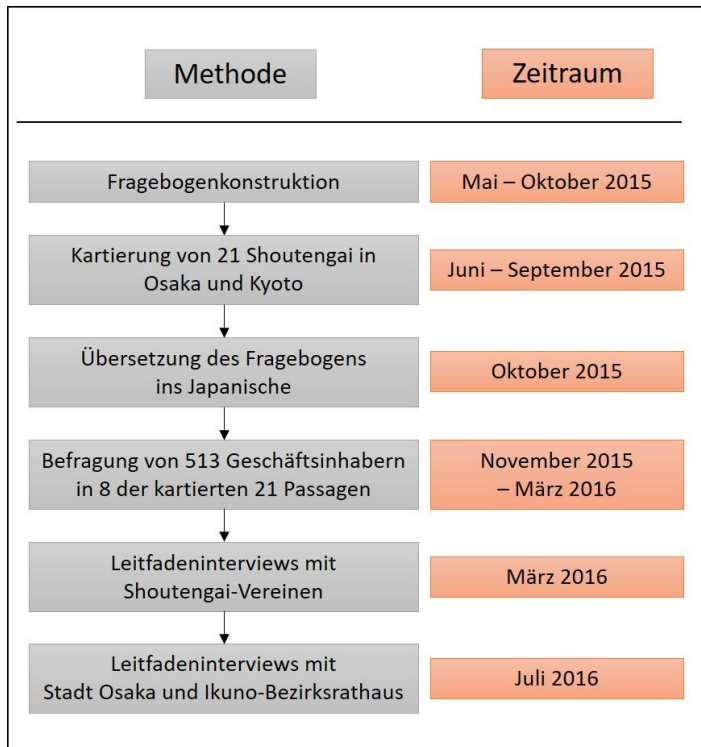 Methode
Zeitraum
Fragebogenkonstruktion
Mai – Oktober 2015
Kartierung von 21 Shoutengai in
Osaka und Kyoto
Juni – September 2015
Übersetzung des Fragebogens
ins Japanische
Oktober 2015
Befragung von 513 Geschäftsinhabern
in 8 der kartierten 21 Passagen
November 2015
– März 2016
Leitfadeninterviews mit
Shoutengai-Vereinen
März 2016
Leitfadeninterviews mit
Stadt Osaka und Ikuno-Bezirksrathaus
Juli 2016